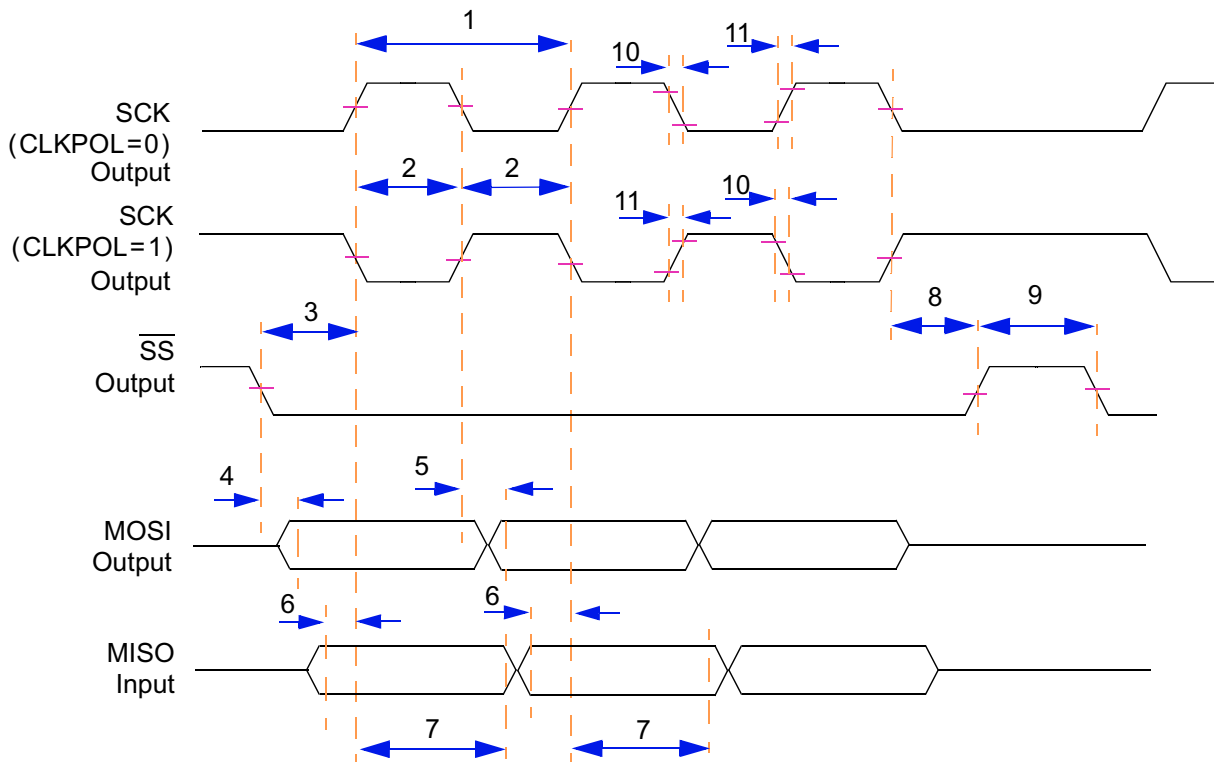 1
10
11
SCK
(CLKPOL=0)
Output
2
2
SCK
(CLKPOL=1)
Output
11
10
3
8
9
SS
Output
4
5
MOSI
Output
6
6
MISO
Input
7
7